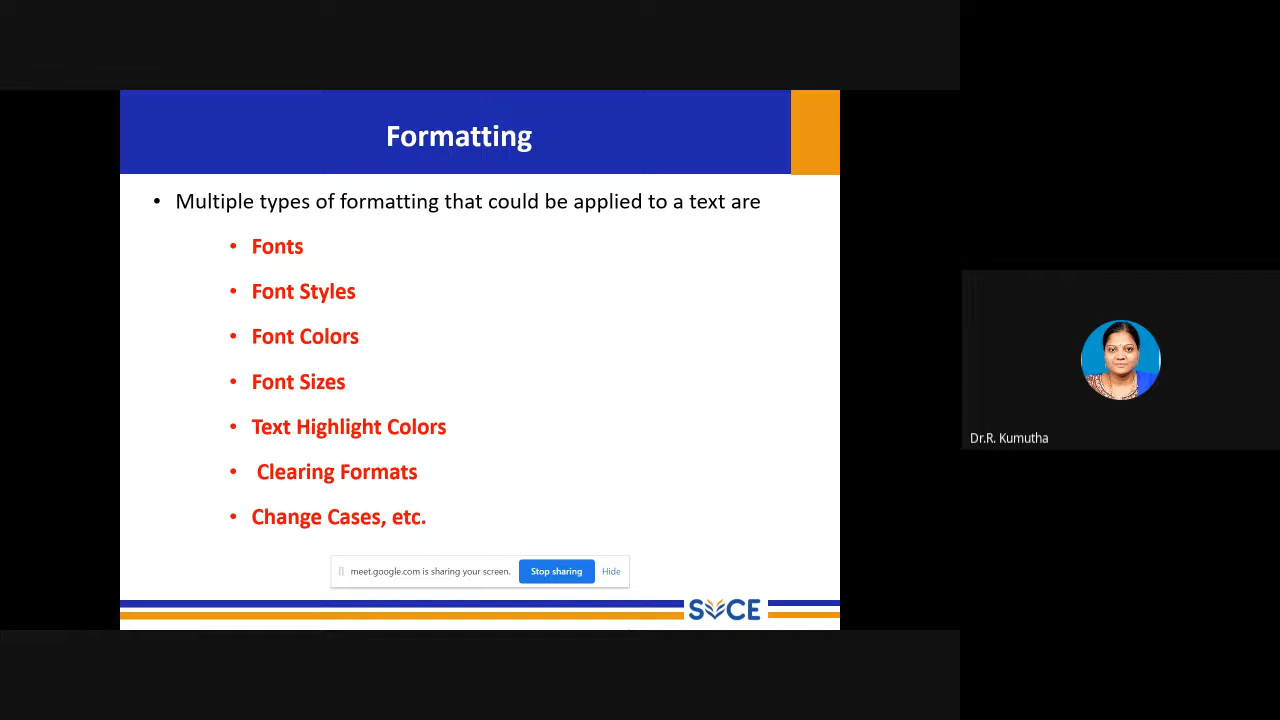 Formatting
• Multiple types of formatting that could be applied to a text are
• Fonts
• Font Styles
• Font Colors
• Font Sizes
• Text Highlight Colors
• Clearing Formats
• Change Cases, etc.
meet.google.com is sharing your screen. Stop sharing Hide
SVCE
Dr.R. Kumutha